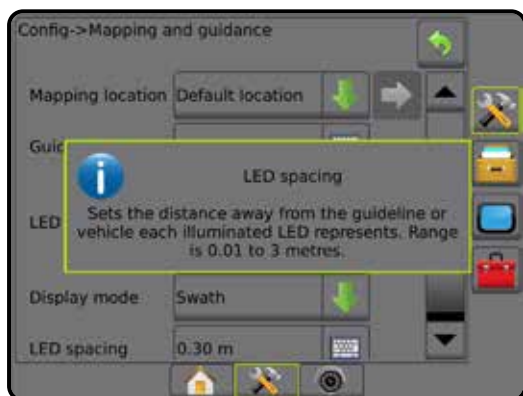 Config->Mapping and guidance
Mapping location Default location
Guid
LED spacing
LED
Sets the distance away from the guideline or
vehicle each illuminated LED represents. Range
is 0.01 to 3 metres.
Display mode Swath
LED spacing 0.30 m